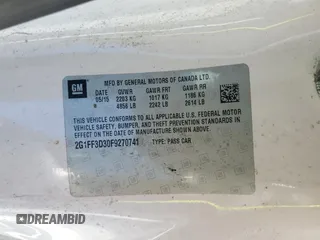 GM
MFD BY GENERAL MOTORS OF CANADA LTD.
DATE GVWR GAWR FRT GAWR RR
05/15 2203 KG 1017 KG 1186 KG
4856 LB 2242 LB 2614 LB
THIS VEHICLE CONFORMS TO ALL APPLICABLE U.S. FEDERAL MOTOR
VEHICLE SAFETY, BUMPER, AND THEFT PREVENTION STANDARDS IN
EFFECT ON THE DATE OF MANUFACTURE SHOWN ABOVE.
2G1FF3D30F9270741 TYPE: PASS CAR
DREAMBID